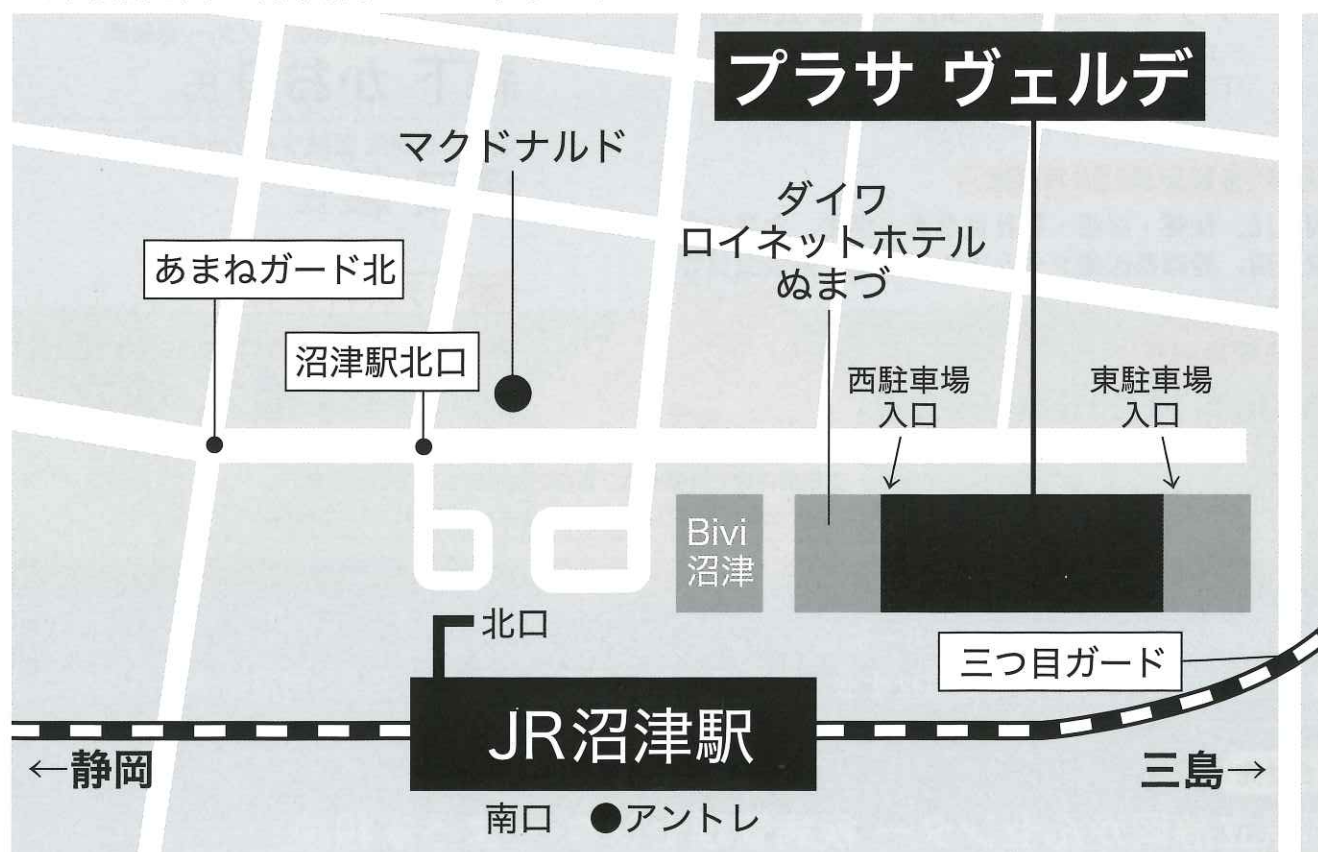 プラサ ヴェルデ
マクドナルド
ダイワ
ロイネットホテル
ぬまづ
あまねガード北
沼津駅北口
西駐車場
入口
東駐車場
入口
Bivi
沼津
北口
三つ目ガード
JR沼津駅
←静岡
三島→
南口 ●アントレ